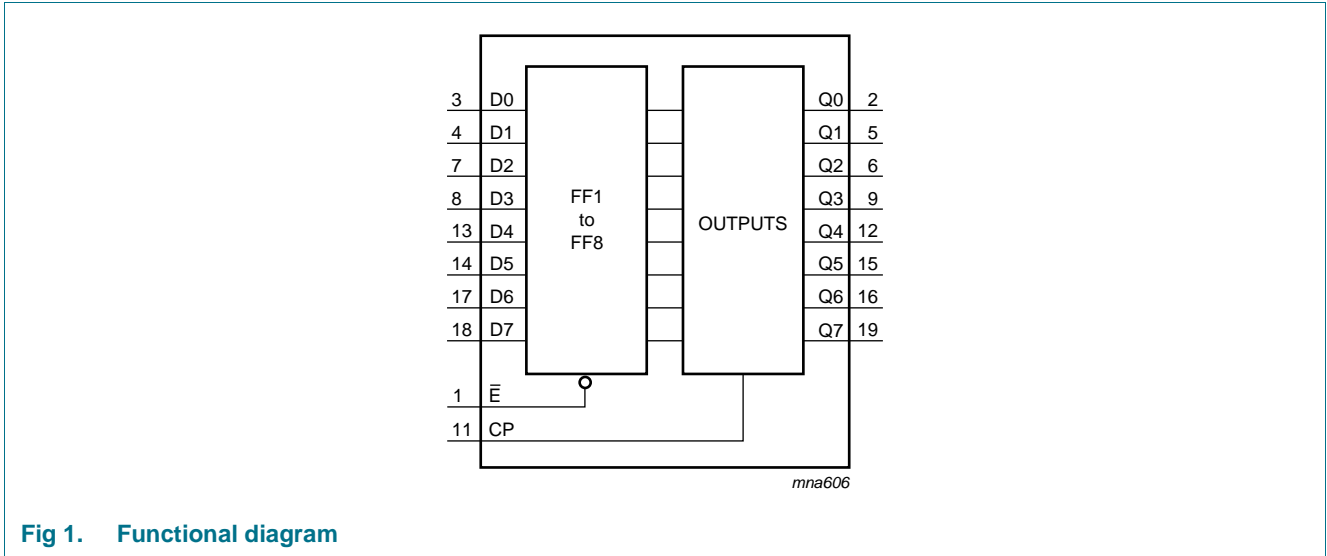 3 D0 Q0 2
4 D1 Q1 5
7 D2 Q2 6
8 D3 FF1 Q3 9
to OUTPUTS
13 D4 FF8 Q4 12
14 D5 Q5 15
17 D6 Q6 16
18 D7 Q7 19
1 E̅
11 CP
mna606
Fig 1. Functional diagram